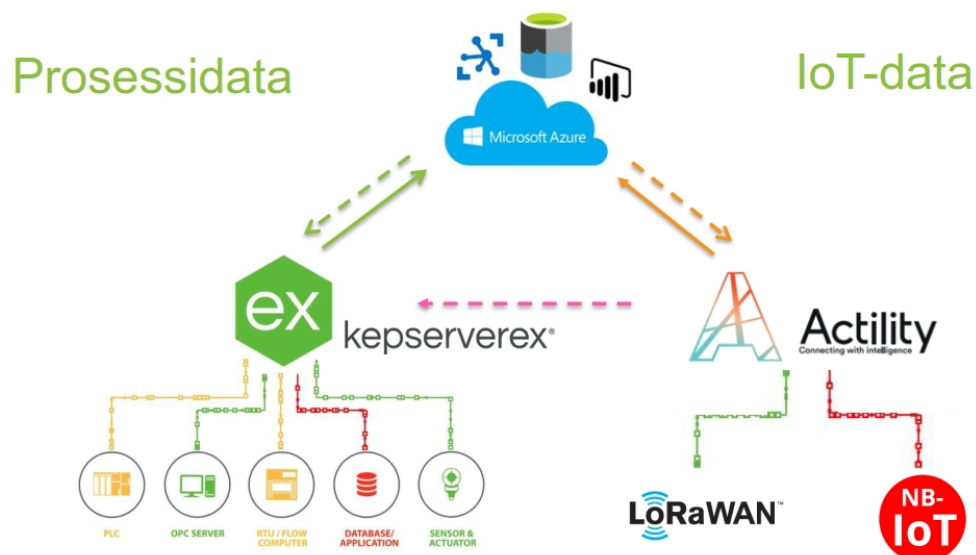 Prosessidata
IoT-data
Microsoft Azure
ex
kepserverex®
Actility
Connecting with intelligence
PLC
OPC SERVER
RTU / FLOW
COMPUTER
DATABASE/
APPLICATION
SENSOR &
ACTUATOR
LoRaWAN™
NB-
IoT